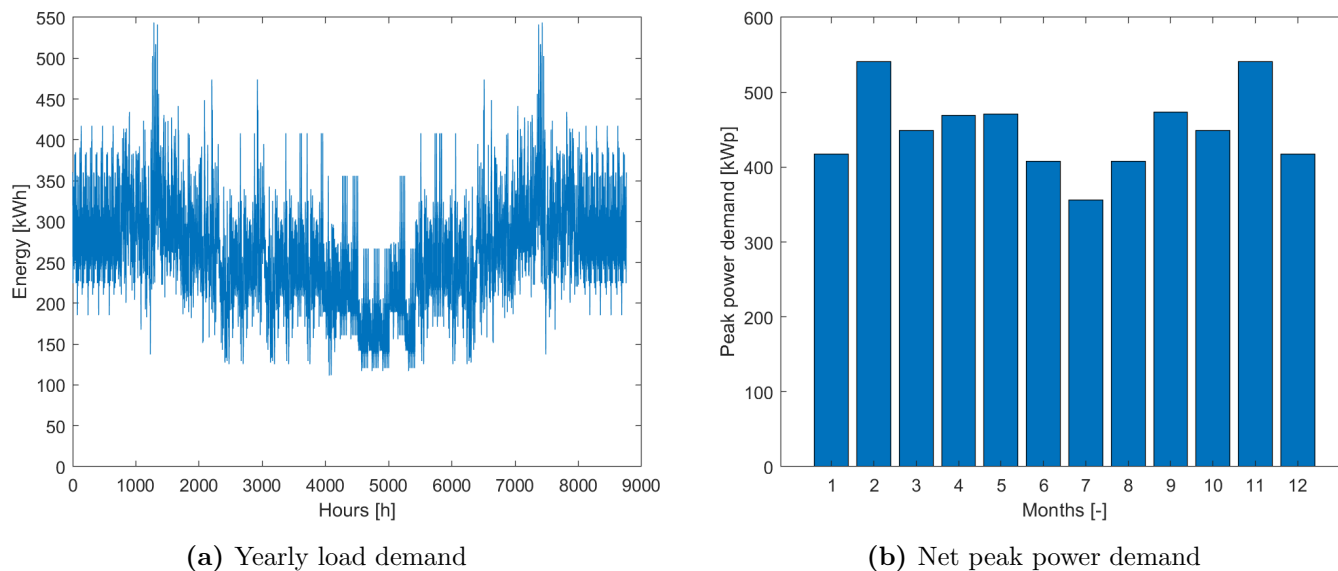 550
500
450
400
350
300
250
200
150
100
50
0
Energy [kWh]
0 1000 2000 3000 4000 5000 6000 7000 8000 9000
Hours [h]
(a) Yearly load demand
600
500
400
300
200
100
0
Peak power demand [kWp]
1 2 3 4 5 6 7 8 9 10 11 12
Months [-]
(b) Net peak power demand